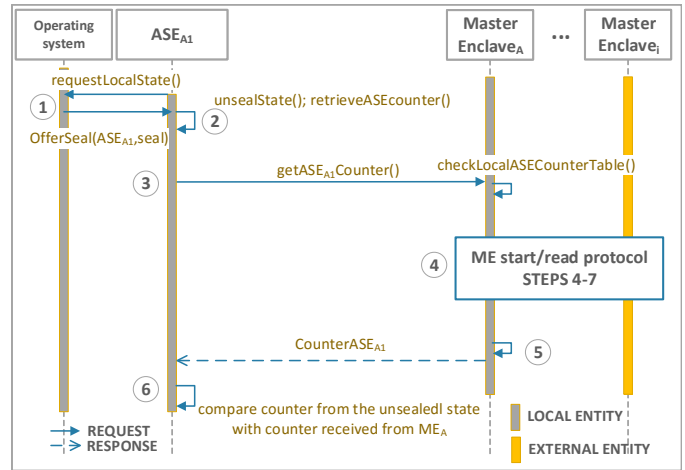 Operating
system
ASEA1
Master
EnclaveA
...
Master
Enclavei
requestLocalState()
1
unsealState(); retrieveASEcounter()
2
OfferSeal(ASEA1,seal)
3
getASEA1Counter()
checkLocalASECounterTable()
4
ME start/read protocol
STEPS 4-7
CounterASEA1
5
6
compare counter from the unsealedl state
with counter received from MEA
REQUEST
RESPONSE
LOCAL ENTITY
EXTERNAL ENTITY